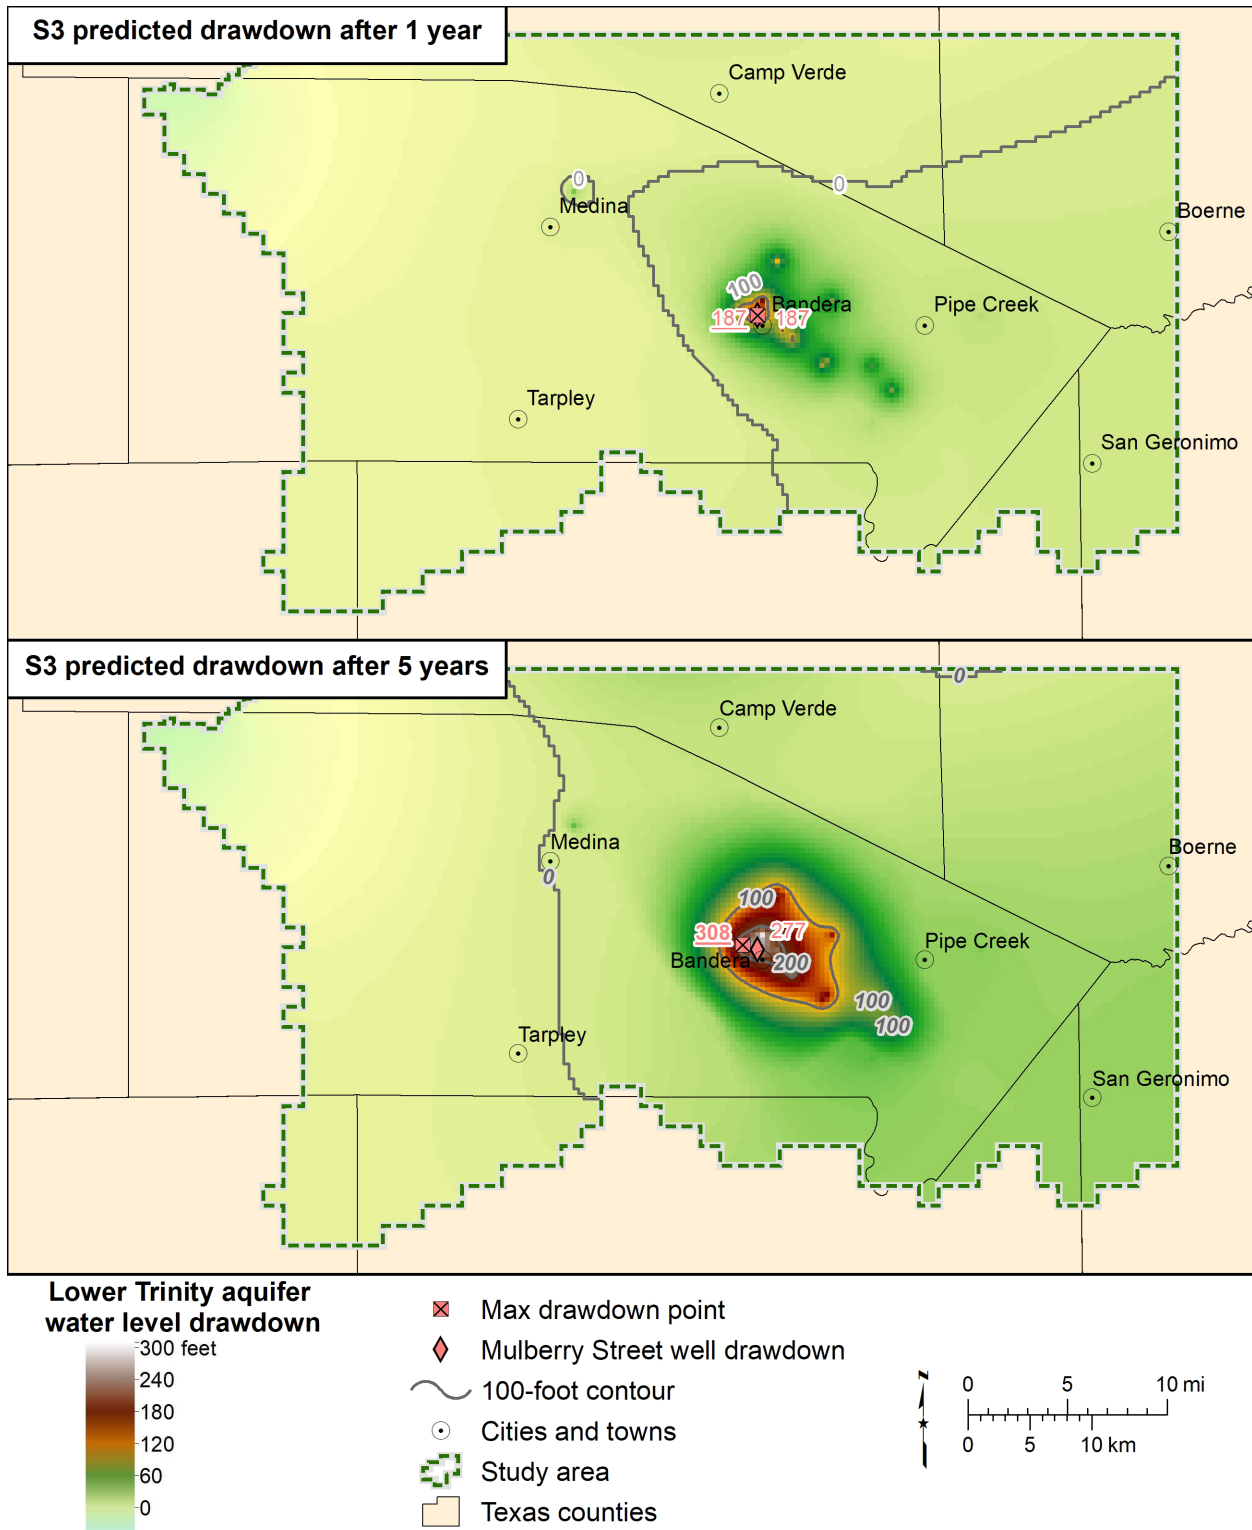 S3 predicted drawdown after 1 year
Camp Verde
0
0
Medina
Boerne
100
Bandera
Pipe Creek
187
187
Tarpley
San Geronimo
S3 predicted drawdown after 5 years
0
Camp Verde
Medina
Boerne
0
100
308
277
Pipe Creek
Bandera
200
100
100
Tarpley
San Geronimo
Lower Trinity aquifer
water level drawdown
300 feet
240
180
120
60
0
Max drawdown point
Mulberry Street well drawdown
100-foot contour
Cities and towns
Study area
Texas counties
N
0 5 10 mi
0 5 10 km